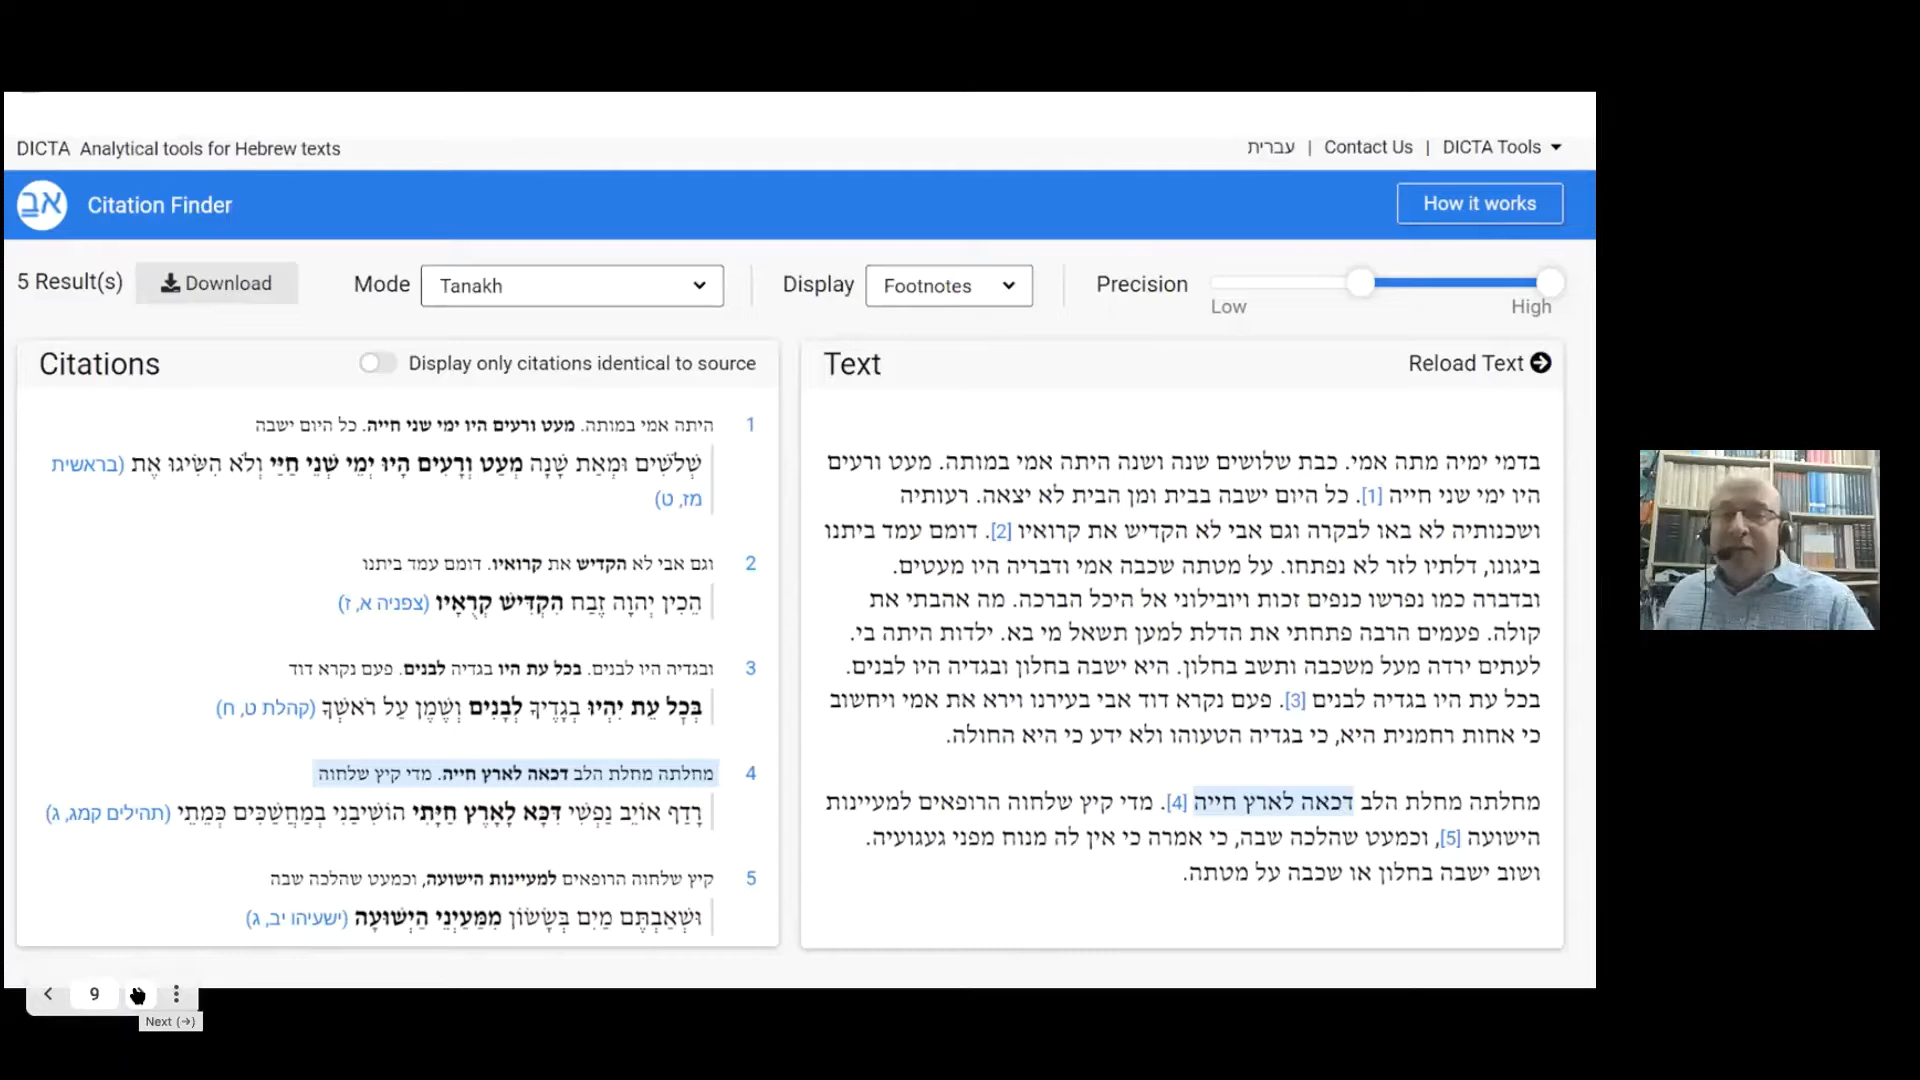 DICTA Analytical tools for Hebrew texts
עברית | Contact Us | DICTA Tools
אב Citation Finder
How it works
5 Result(s) Download Mode Tanakh Display Footnotes Precision
Low High
Citations Display only citations identical to source
1 היתה אמי במותה. מעט ורעים היו ימי שני חייה. כל היום ישבה
שְׁלֹשִׁים וּמְאַת שָׁנָה מְעַט וְרָעִים הָיוּ יְמֵי שְׁנֵי חַיַּי וְלֹא הִשִּׂיגוּ אֶת (בראשית
מז, ט)
2 וגם אבי לא הקדיש את קרואיו. דומם עמד ביתנו
הֵכִין יְהוָה זֶבַח הִקְדִּישׁ קְרֻאָיו (צפניה א, ז)
3 ובגדיה היו לבנים. בכל עת היו בגדיה לבנים. פעם נקרא דוד
בְּכָל עֵת יִהְיוּ בְגָדֶיךָ לְבָנִים וְשֶׁמֶן עַל רֹאשְׁךָ (קהלת ט, ח)
4 מחלתה מחלת הלב דכאה לארץ חייה. מדי קיץ שלחוה
רָדַף אוֹיֵב נַפְשִׁי דִּכָּא לָאָרֶץ חַיָּתִי הוֹשִׁיבַנִי בְמַחֲשַׁכִּים כְּמֵתֵי (תהילים קמג, ג)
5 קיץ שלחוה הרופאים למעיינות הישועה, וכמעט שהלכה שבה
וּשְׁאַבְתֶּם מַיִם בְּשָׂשׂוֹן מִמַּעַיְנֵי הַיְשׁוּעָה (ישעיהו יב, ג)
Text Reload Text
בדמי ימיה מתה אמי. כבת שלושים שנה ושנה היתה אמי במותה. מעט ורעים
היו ימי שני חייה [1]. כל היום ישבה בבית ומן הבית לא יצאה. רעותיה
ושכנותיה לא באו לבקרה וגם אבי לא הקדיש את קרואיו [2]. דומם עמד ביתנו
ביגונו, דלתיו לזר לא נפתחו. על מטתה שכבה אמי ודבריה היו מעטים.
ובדברה כמו נפרשו כנפים זכות ויובילוני אל היכל הברכה. מה אהבתי את
קולה. פעמים הרבה פתחתי את הדלת למען תשאל מי בא. ילדות היתה בי.
לעתים ירדה מעל משכבה ותשב בחלון. היא ישבה בחלון ובגדיה היו לבנים.
בכל עת היו בגדיה לבנים [3]. פעם נקרא דוד אבי בעירנו וירא את אמי ויחשוב
כי אחות רחמנית היא, כי בגדיה הטעוהו ולא ידע כי היא החולה.
מחלתה מחלת הלב דכאה לארץ חייה [4]. מדי קיץ שלחוה הרופאים למעיינות
הישועה [5], וכמעט שהלכה שבה, כי אמרה כי אין לה מנוח מפני געגועיה.
ושוב ישבה בחלון או שכבה על מטתה.
9
Next (→)